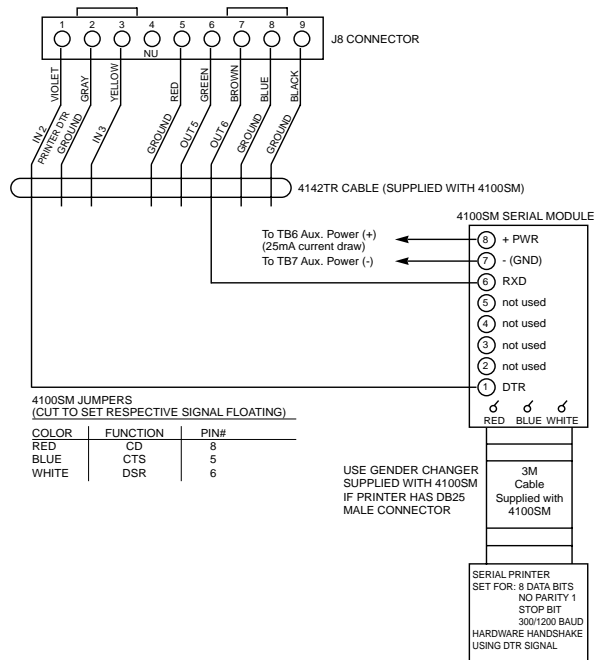 1 2 3 4 5 6 7 8 9
J8 CONNECTOR
NU
VIOLET
GRAY
YELLOW
RED
GREEN
BROWN
BLUE
BLACK
IN 2
PRINTER DTR
GROUND
IN 3
GROUND
OUT 5
OUT 6
GROUND
GROUND
4142TR CABLE (SUPPLIED WITH 4100SM)
4100SM SERIAL MODULE
To TB6 Aux. Power (+)
(25mA current draw)
To TB7 Aux. Power (-)
8 + PWR
7 - (GND)
6 RXD
5 not used
4 not used
3 not used
2 not used
1 DTR
RED BLUE WHITE
4100SM JUMPERS
(CUT TO SET RESPECTIVE SIGNAL FLOATING)
COLOR FUNCTION PIN#
RED CD 8
BLUE CTS 5
WHITE DSR 6
USE GENDER CHANGER
SUPPLIED WITH 4100SM
IF PRINTER HAS DB25
MALE CONNECTOR
3M
Cable
Supplied with
4100SM
SERIAL PRINTER
SET FOR: 8 DATA BITS
NO PARITY 1
STOP BIT
300/1200 BAUD
HARDWARE HANDSHAKE
USING DTR SIGNAL